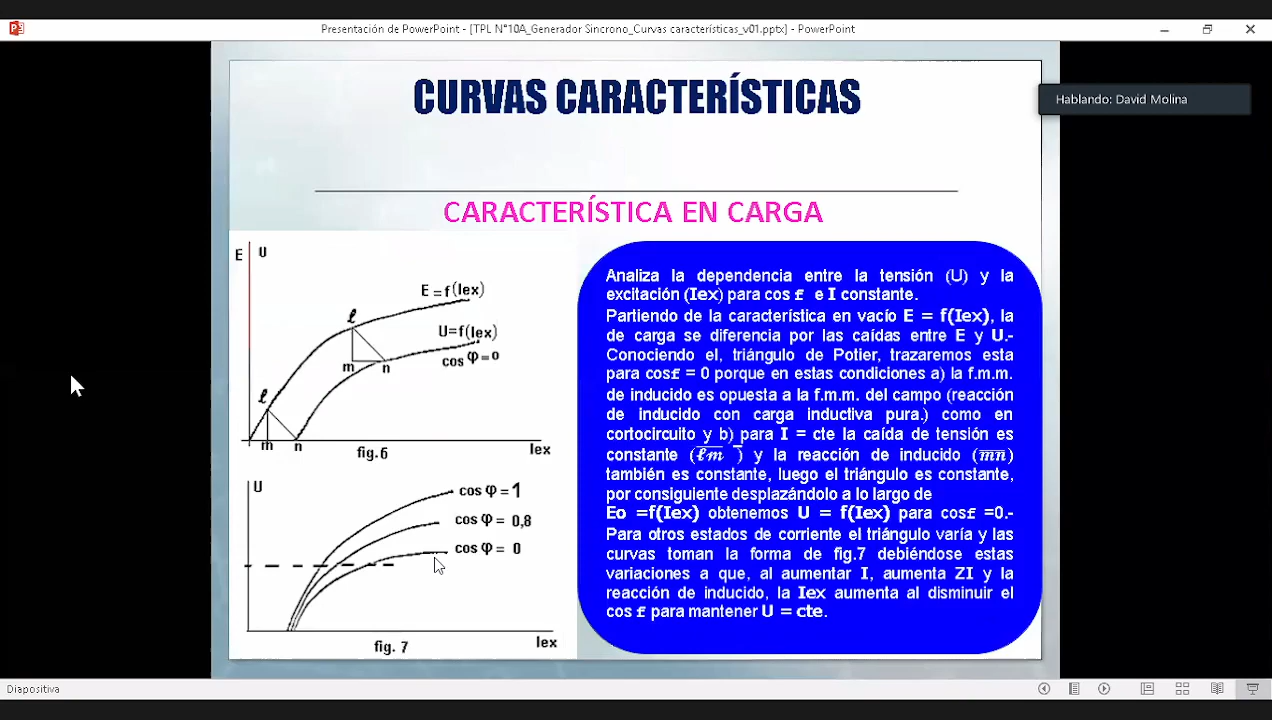 Presentación de PowerPoint - [TPL N°10A_Generador Sincrono_Curvas características_v01.pptx] - PowerPoint
CURVAS CARACTERÍSTICAS
Hablando: David Molina
CARACTERÍSTICA EN CARGA
E U
E =f(Iex)
ℓ
U=f(Iex)
cos φ = 0
m n
ℓ
m n
Iex
fig.6
U
cos φ = 1
cos φ = 0,8
cos φ = 0
Iex
fig. 7
Analiza la dependencia entre la tensión (U) y la
excitación (Iex) para cos f e I constante.
Partiendo de la característica en vacío E = f(Iex), la
de carga se diferencia por las caídas entre E y U.-
Conociendo el, triángulo de Potier, trazaremos esta
para cosf = 0 porque en estas condiciones a) la f.m.m.
de inducido es opuesta a la f.m.m. del campo (reacción
de inducido con carga inductiva pura.) como en
cortocircuito y b) para I = cte la caída de tensión es
constante (ℓm ) y la reacción de inducido (mn)
también es constante, luego el triángulo es constante,
por consiguiente desplazándolo a lo largo de
Eo =f(Iex) obtenemos U = f(Iex) para cosf =0.-
Para otros estados de corriente el triángulo varía y las
curvas toman la forma de fig.7 debiéndose estas
variaciones a que, al aumentar I, aumenta ZI y la
reacción de inducido, la Iex aumenta al disminuir el
cos f para mantener U = cte.
Diapositiva